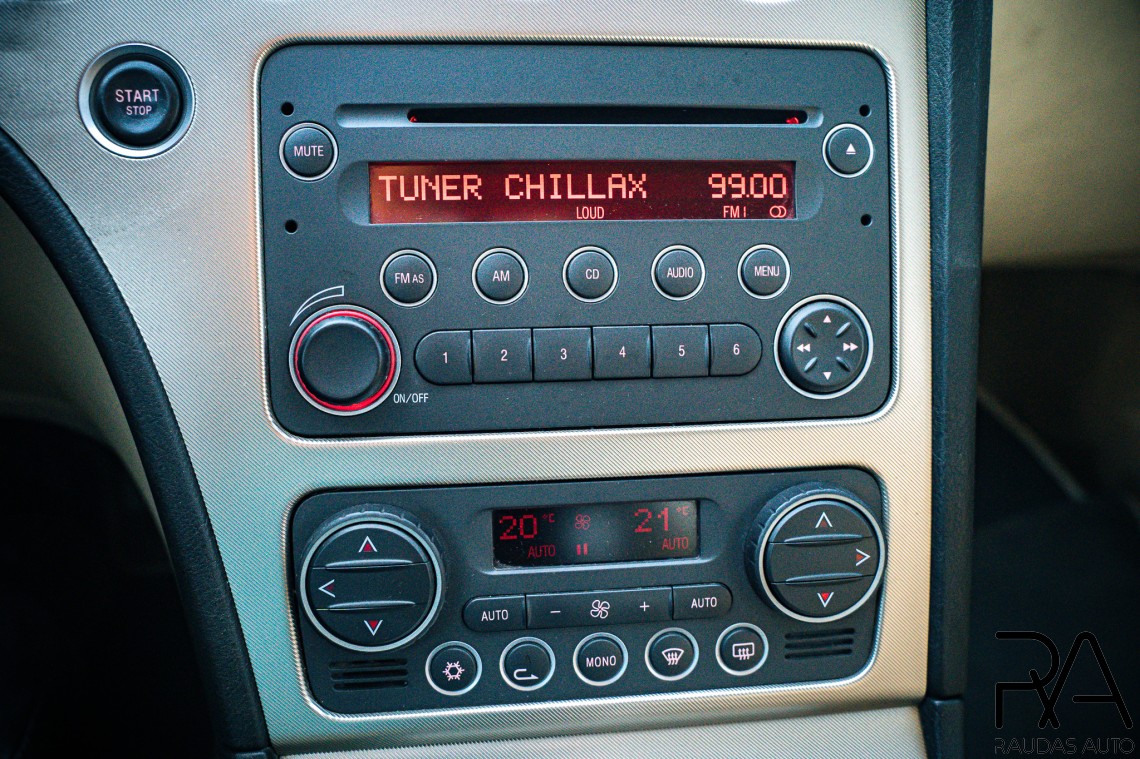 START
STOP
MUTE
TUNER CHILLAX 99.00
LOUD FM1
FM AS
AM
CD
AUDIO
MENU
1 2 3 4 5 6
ON/OFF
20 °C 21 °C
AUTO AUTO
AUTO - + AUTO
MONO
RA
RAUDAS AUTO